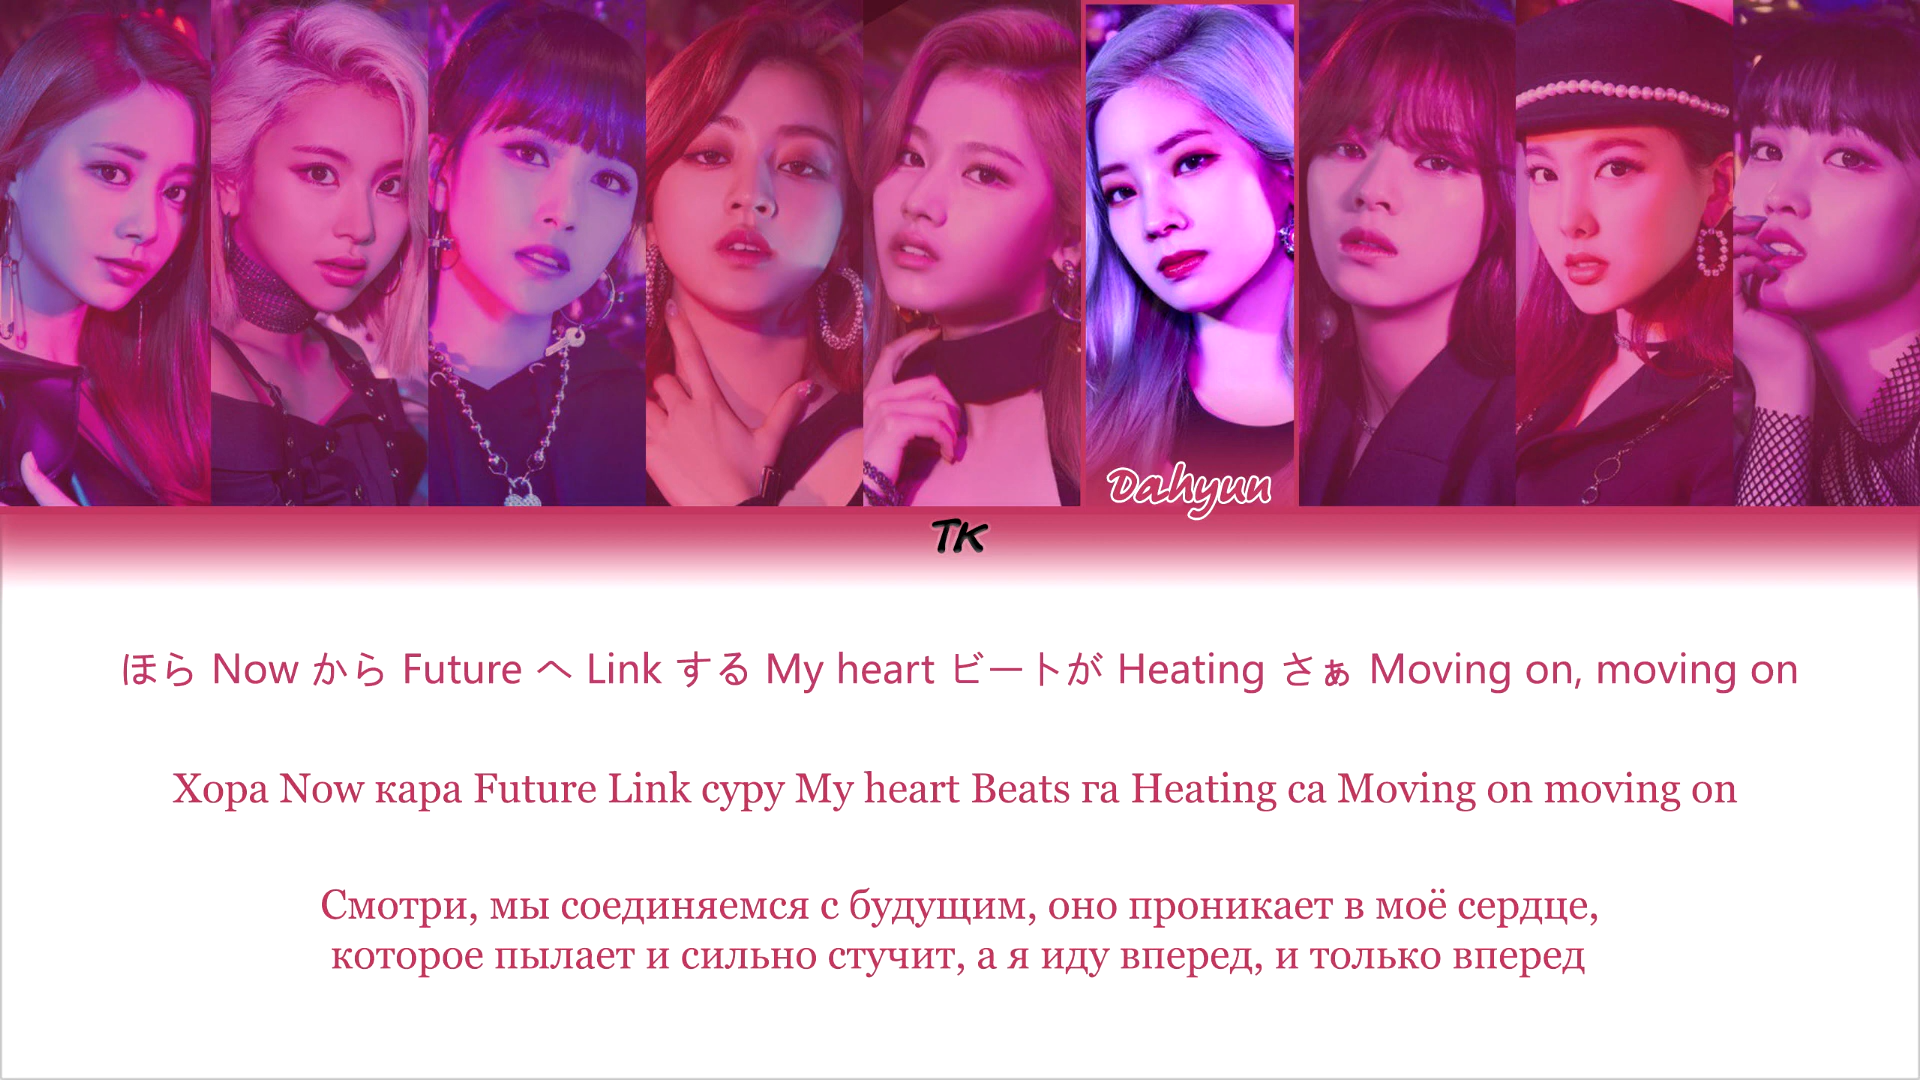 Dahyun
TK
ほら Now から Future へ Link する My heart ビートが Heating さぁ Moving on, moving on
Хора Now кара Future Link суру My heart Beats га Heating са Moving on moving on
Смотри, мы соединяемся с будущим, оно проникает в моё сердце,
которое пылает и сильно стучит, а я иду вперед, и только вперед